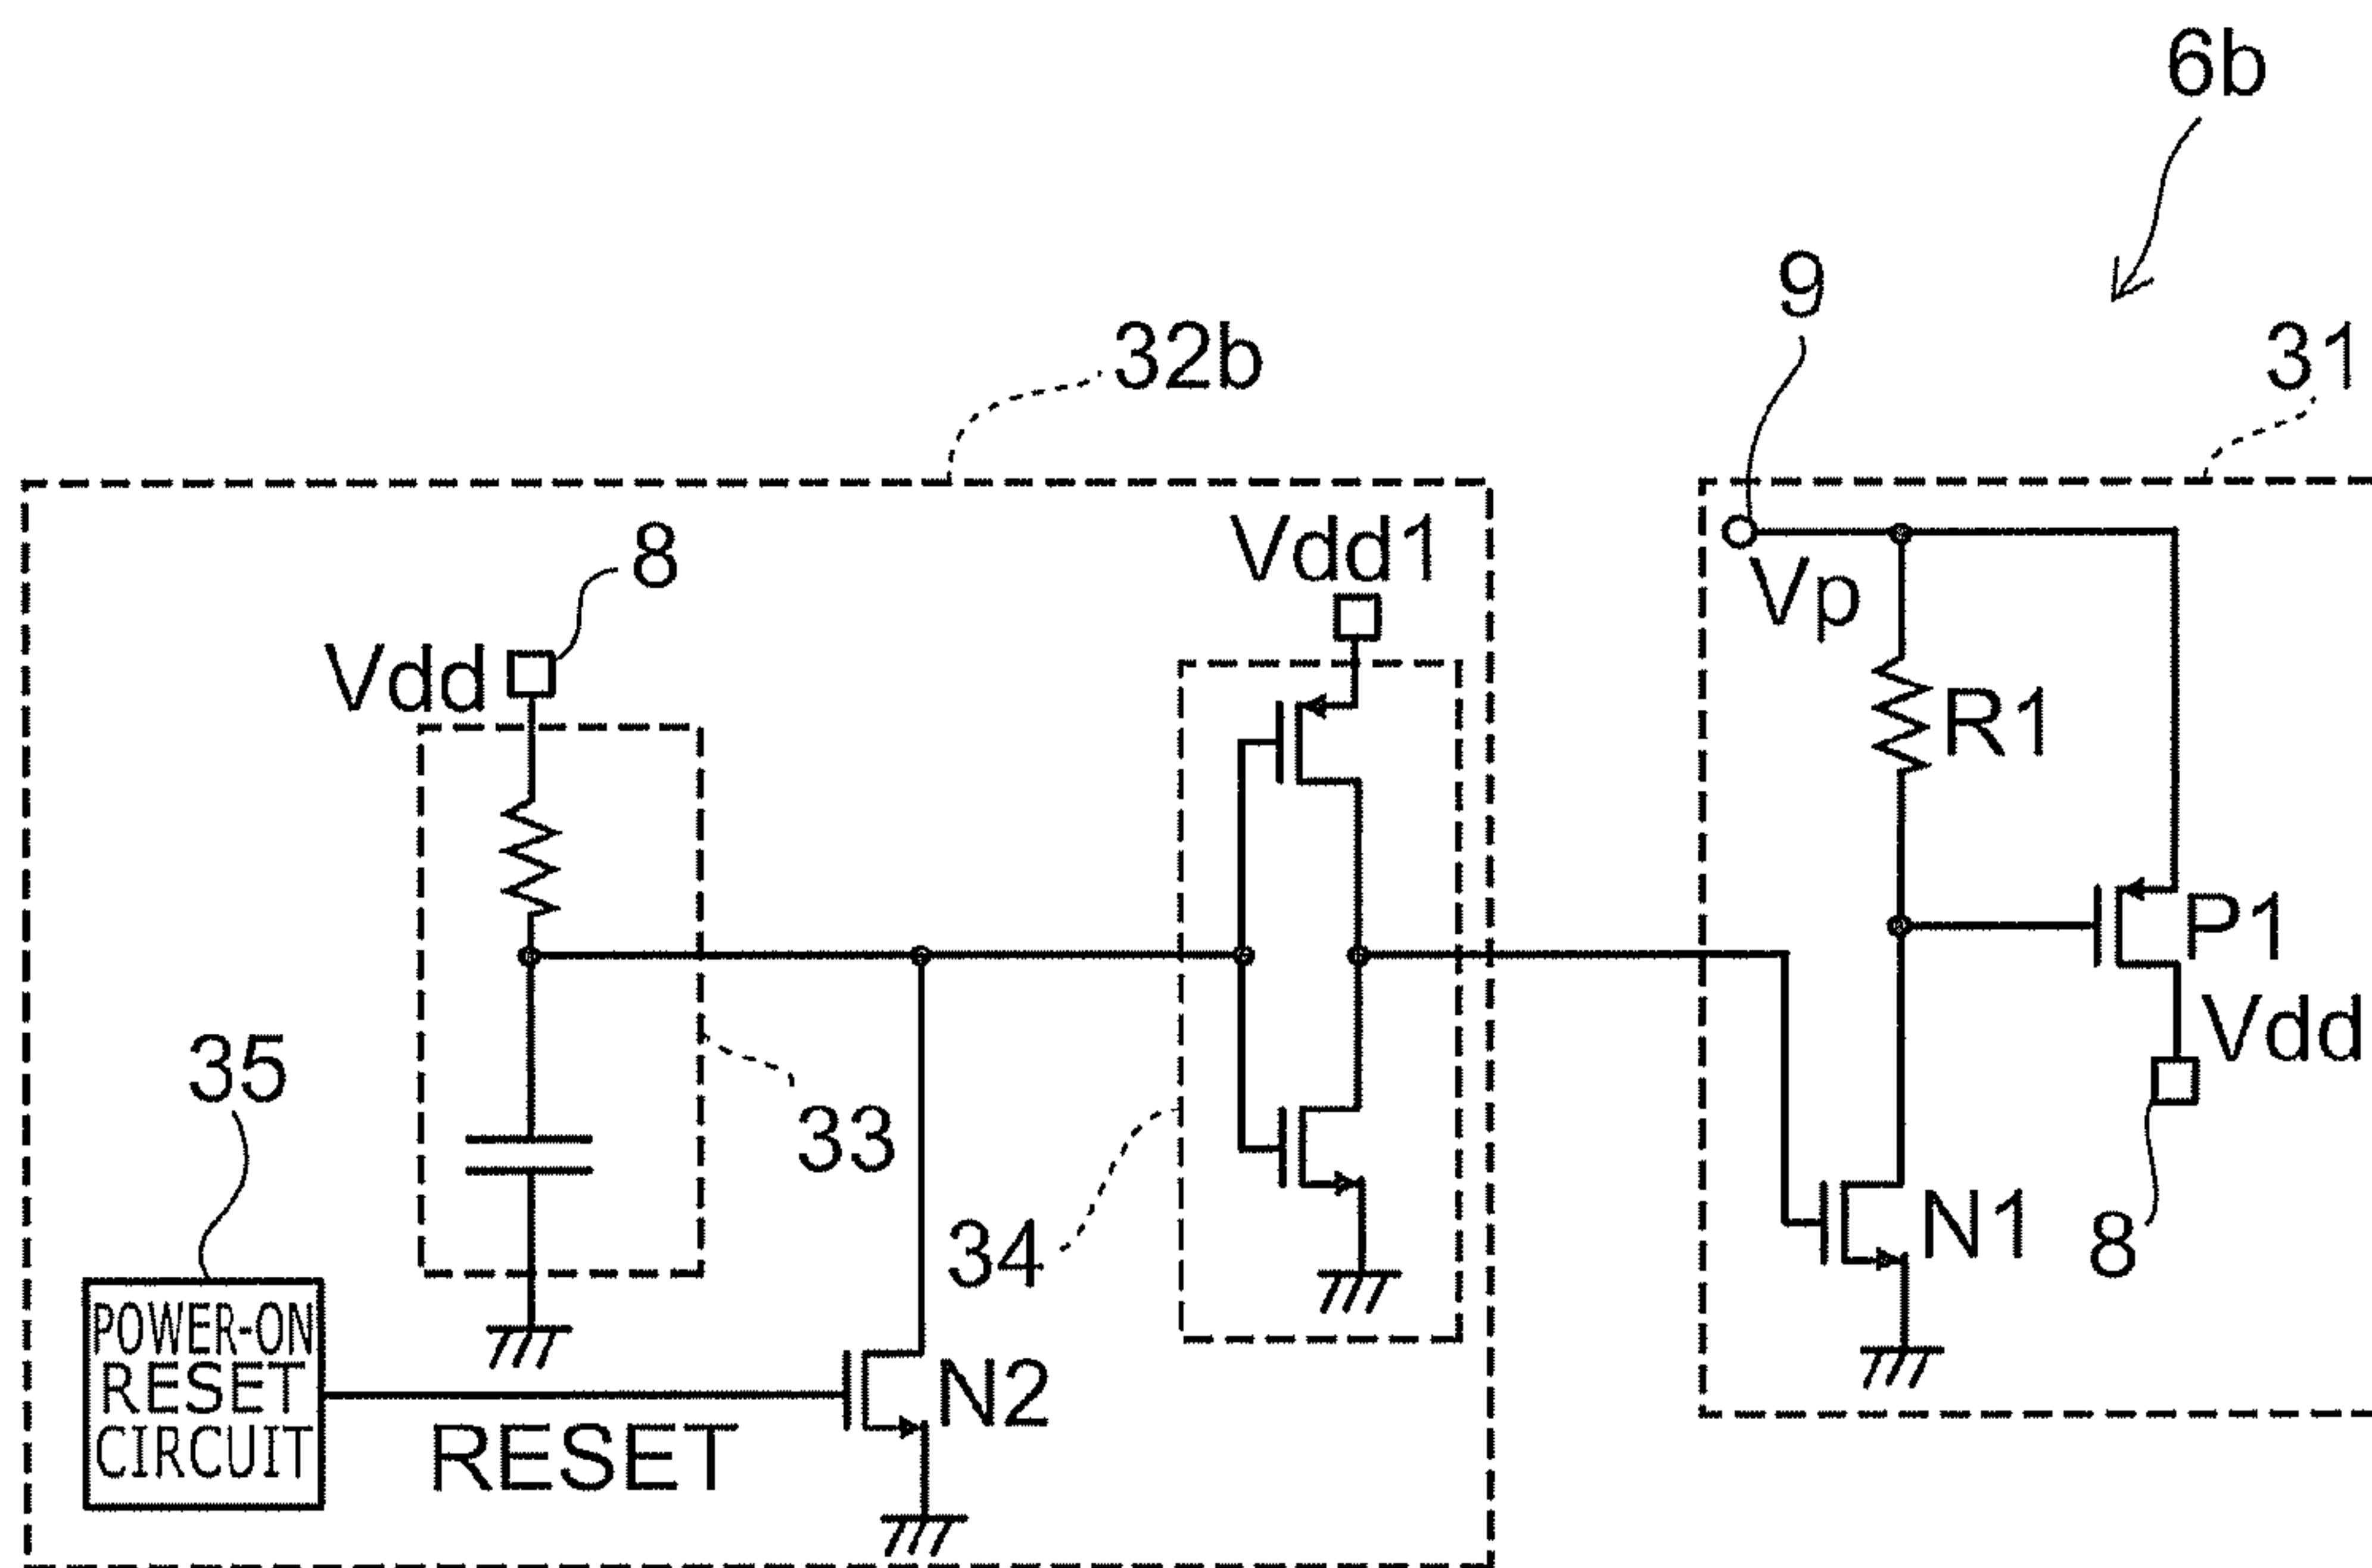 6b
9
31
32b
8
Vdd1
Vp
Vdd
R1
P1
Vdd
35
33
34
N1
8
POWER-ON
RESET
CIRCUIT
N2
RESET